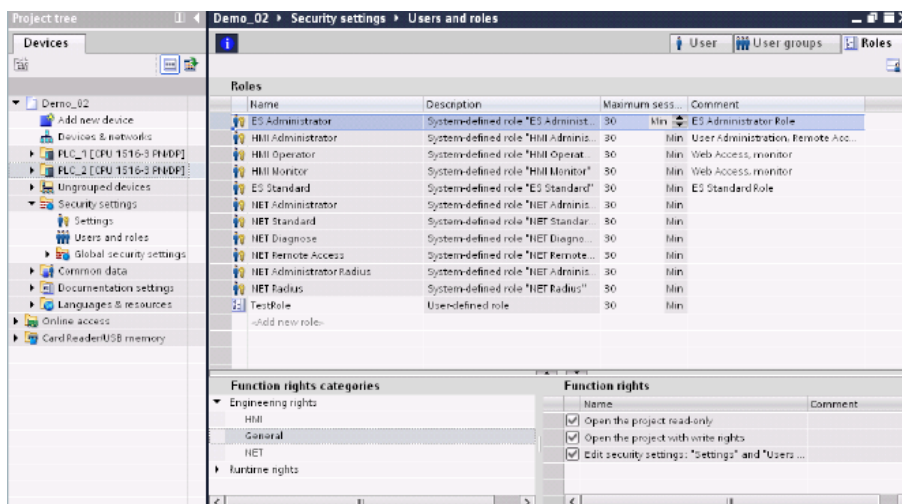 Project tree
Devices
Demo_02
Add new device
Devices & networks
PLC_1 [CPU 1516-3 PN/DP]
PLC_2 [CPU 1516-3 PN/DP]
Ungrouped devices
Security settings
Settings
Users and roles
Global security settings
Common data
Documentation settings
Languages & resources
Online access
Card Reader/USB memory
Demo_02 Security settings Users and roles
User User groups Roles
Roles
Name Description Maximum sess... Comment
ES Administrator System-defined role "ES Administ... 30 Min ES Administrator Role
HMI Administrator System-defined role "HMI Adminis... 30 Min User Administration, Remote Acc...
HMI Operator System-defined role "HMI Operat... 30 Min Web Access, monitor
HMI Monitor System-defined role "HMI Monitor" 30 Min Web Access, monitor
ES Standard System-defined role "ES Standard" 30 Min ES Standard Role
NET Administrator System-defined role "NET Adminis... 30 Min
NET Standard System-defined role "NET Standar... 30 Min
NET Diagnose System-defined role "NET Diagno... 30 Min
NET Remote Access System-defined role "NET Remote... 30 Min
NET Administrator Radius System-defined role "NET Adminis... 30 Min
NET Radius System-defined role "NET Radius" 30 Min
TestRole User-defined role 30 Min
<Add new role>
Function rights categories
Engineering rights
HMI
General
NET
Runtime rights
Function rights
Name Comment
Open the project read-only
Open the project with write rights
Edit security settings: "Settings" and "Users ...